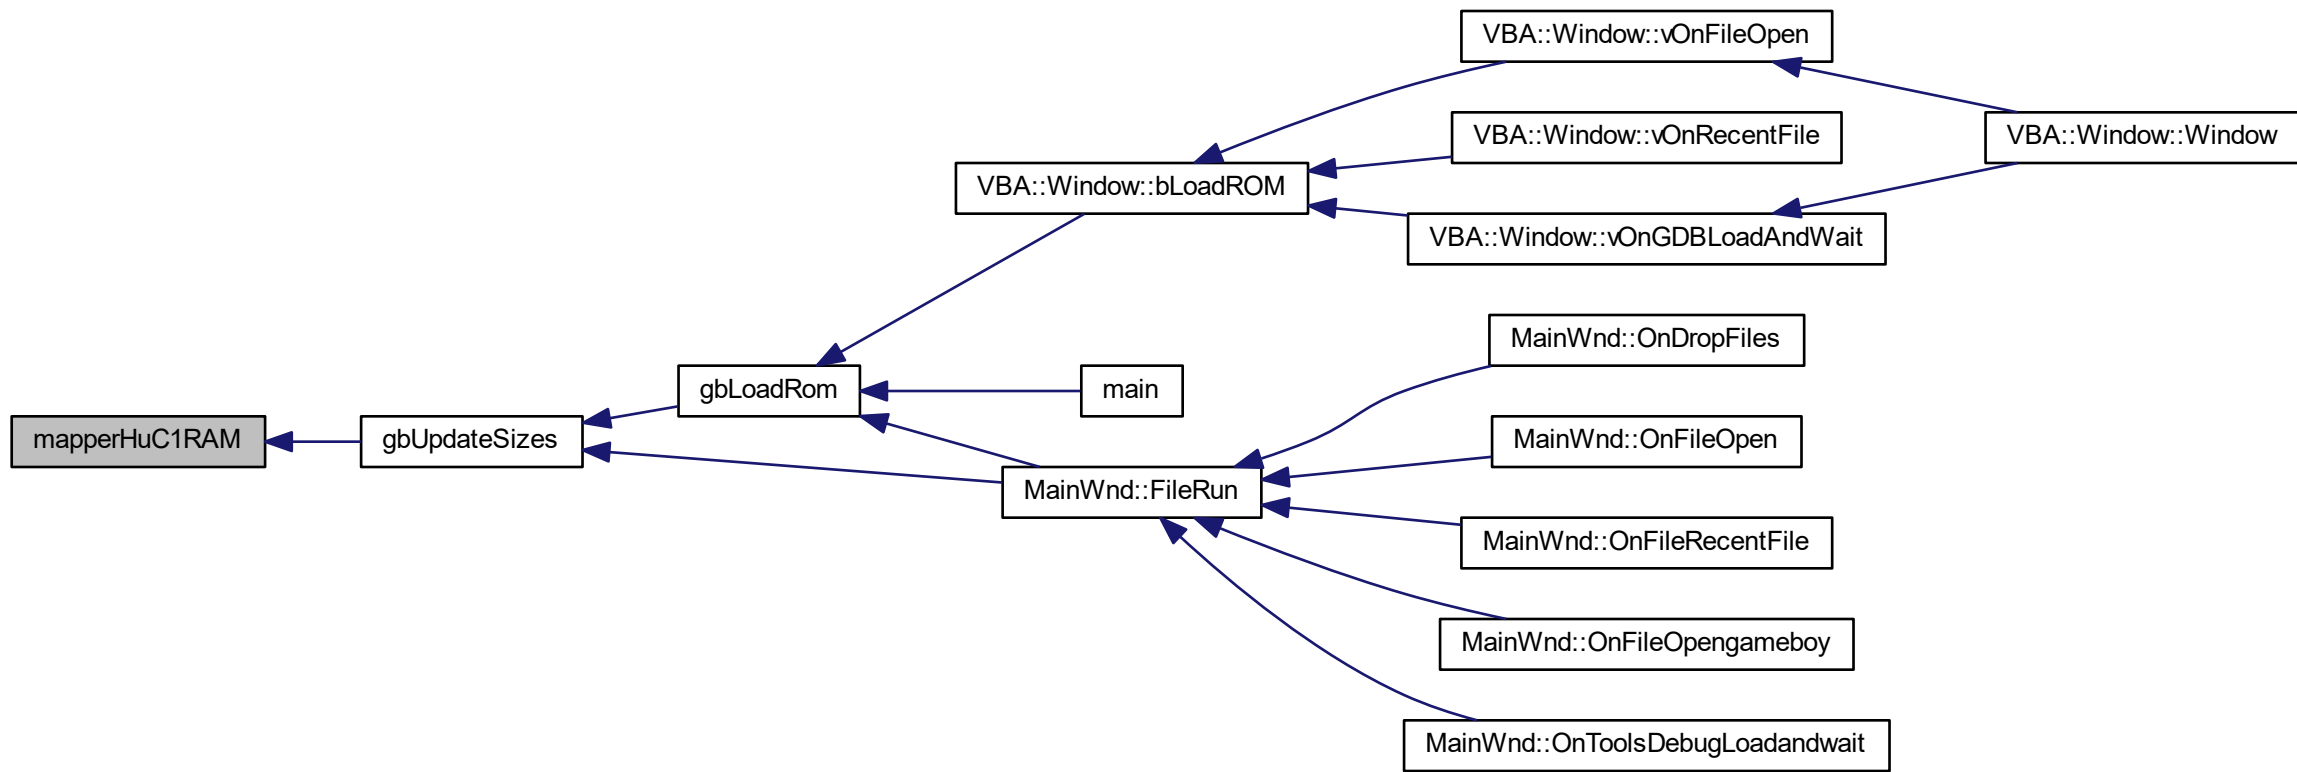 VBA::Window::vOnFileOpen
VBA::Window::vOnRecentFile
VBA::Window::Window
VBA::Window::bLoadROM
VBA::Window::vOnGDBLoadAndWait
MainWnd::OnDropFiles
gbLoadRom
main
mapperHuC1RAM
gbUpdateSizes
MainWnd::OnFileOpen
MainWnd::FileRun
MainWnd::OnFileRecentFile
MainWnd::OnFileOpengameboy
MainWnd::OnToolsDebugLoadandwait